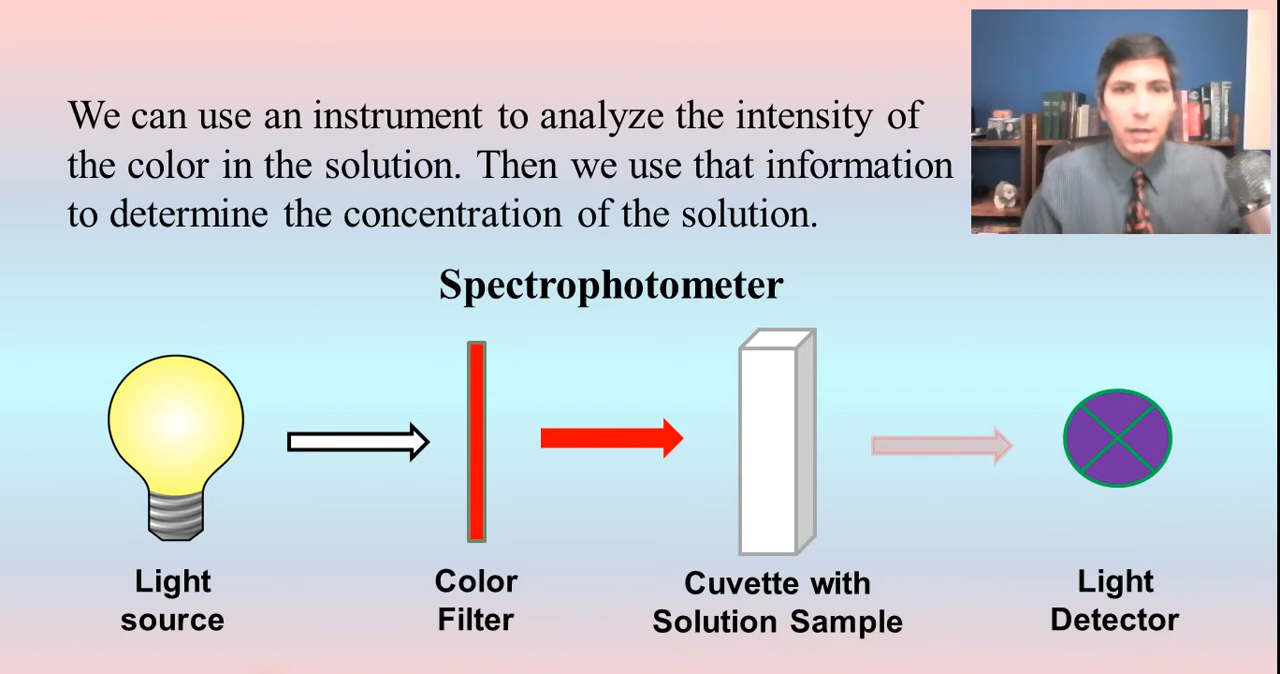 We can use an instrument to analyze the intensity of
the color in the solution. Then we use that information
to determine the concentration of the solution.
Spectrophotometer
Light
source
Color
Filter
Cuvette with
Solution Sample
Light
Detector